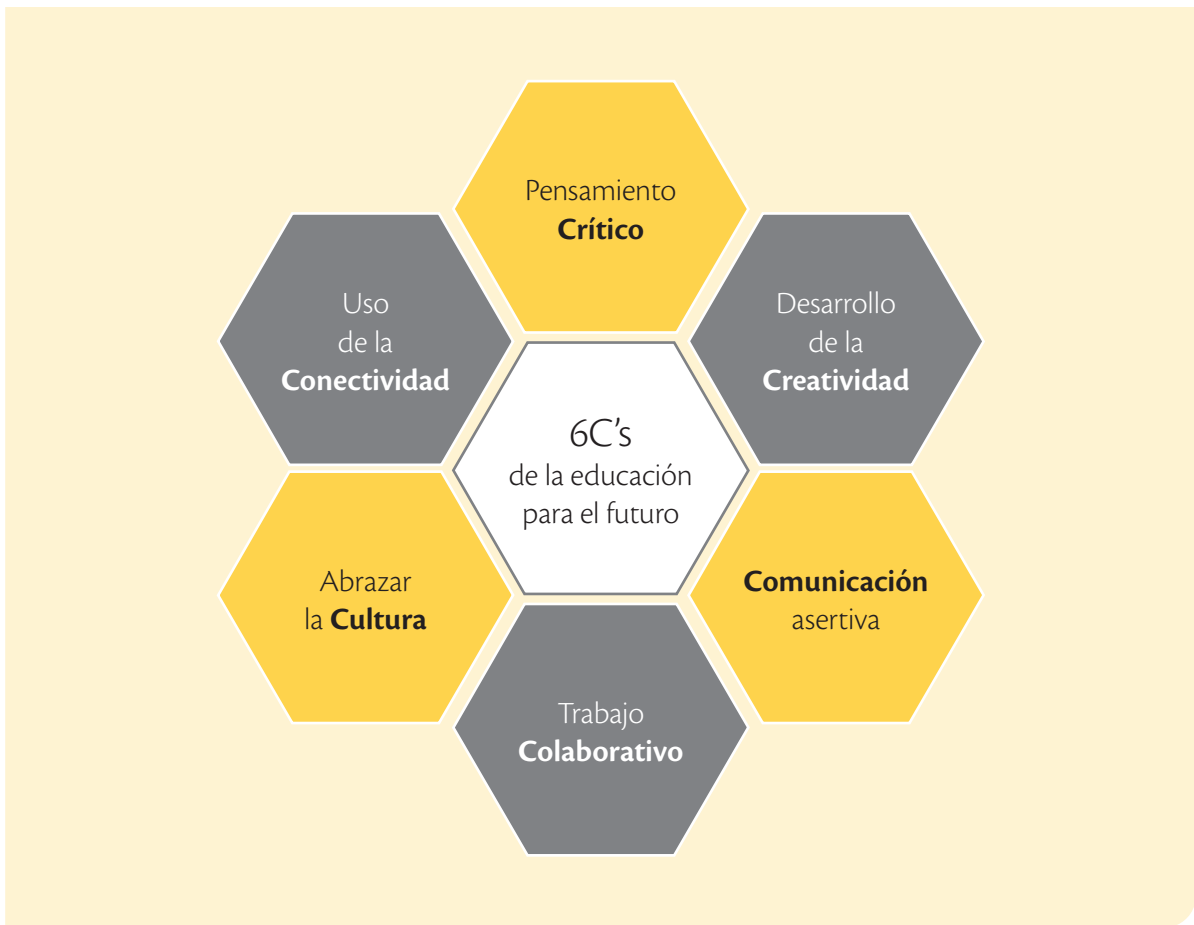 Pensamiento
Crítico
Uso
de la
Conectividad
Desarrollo
de la
Creatividad
6C's
de la educación
para el futuro
Abrazar
la Cultura
Comunicación
asertiva
Trabajo
Colaborativo